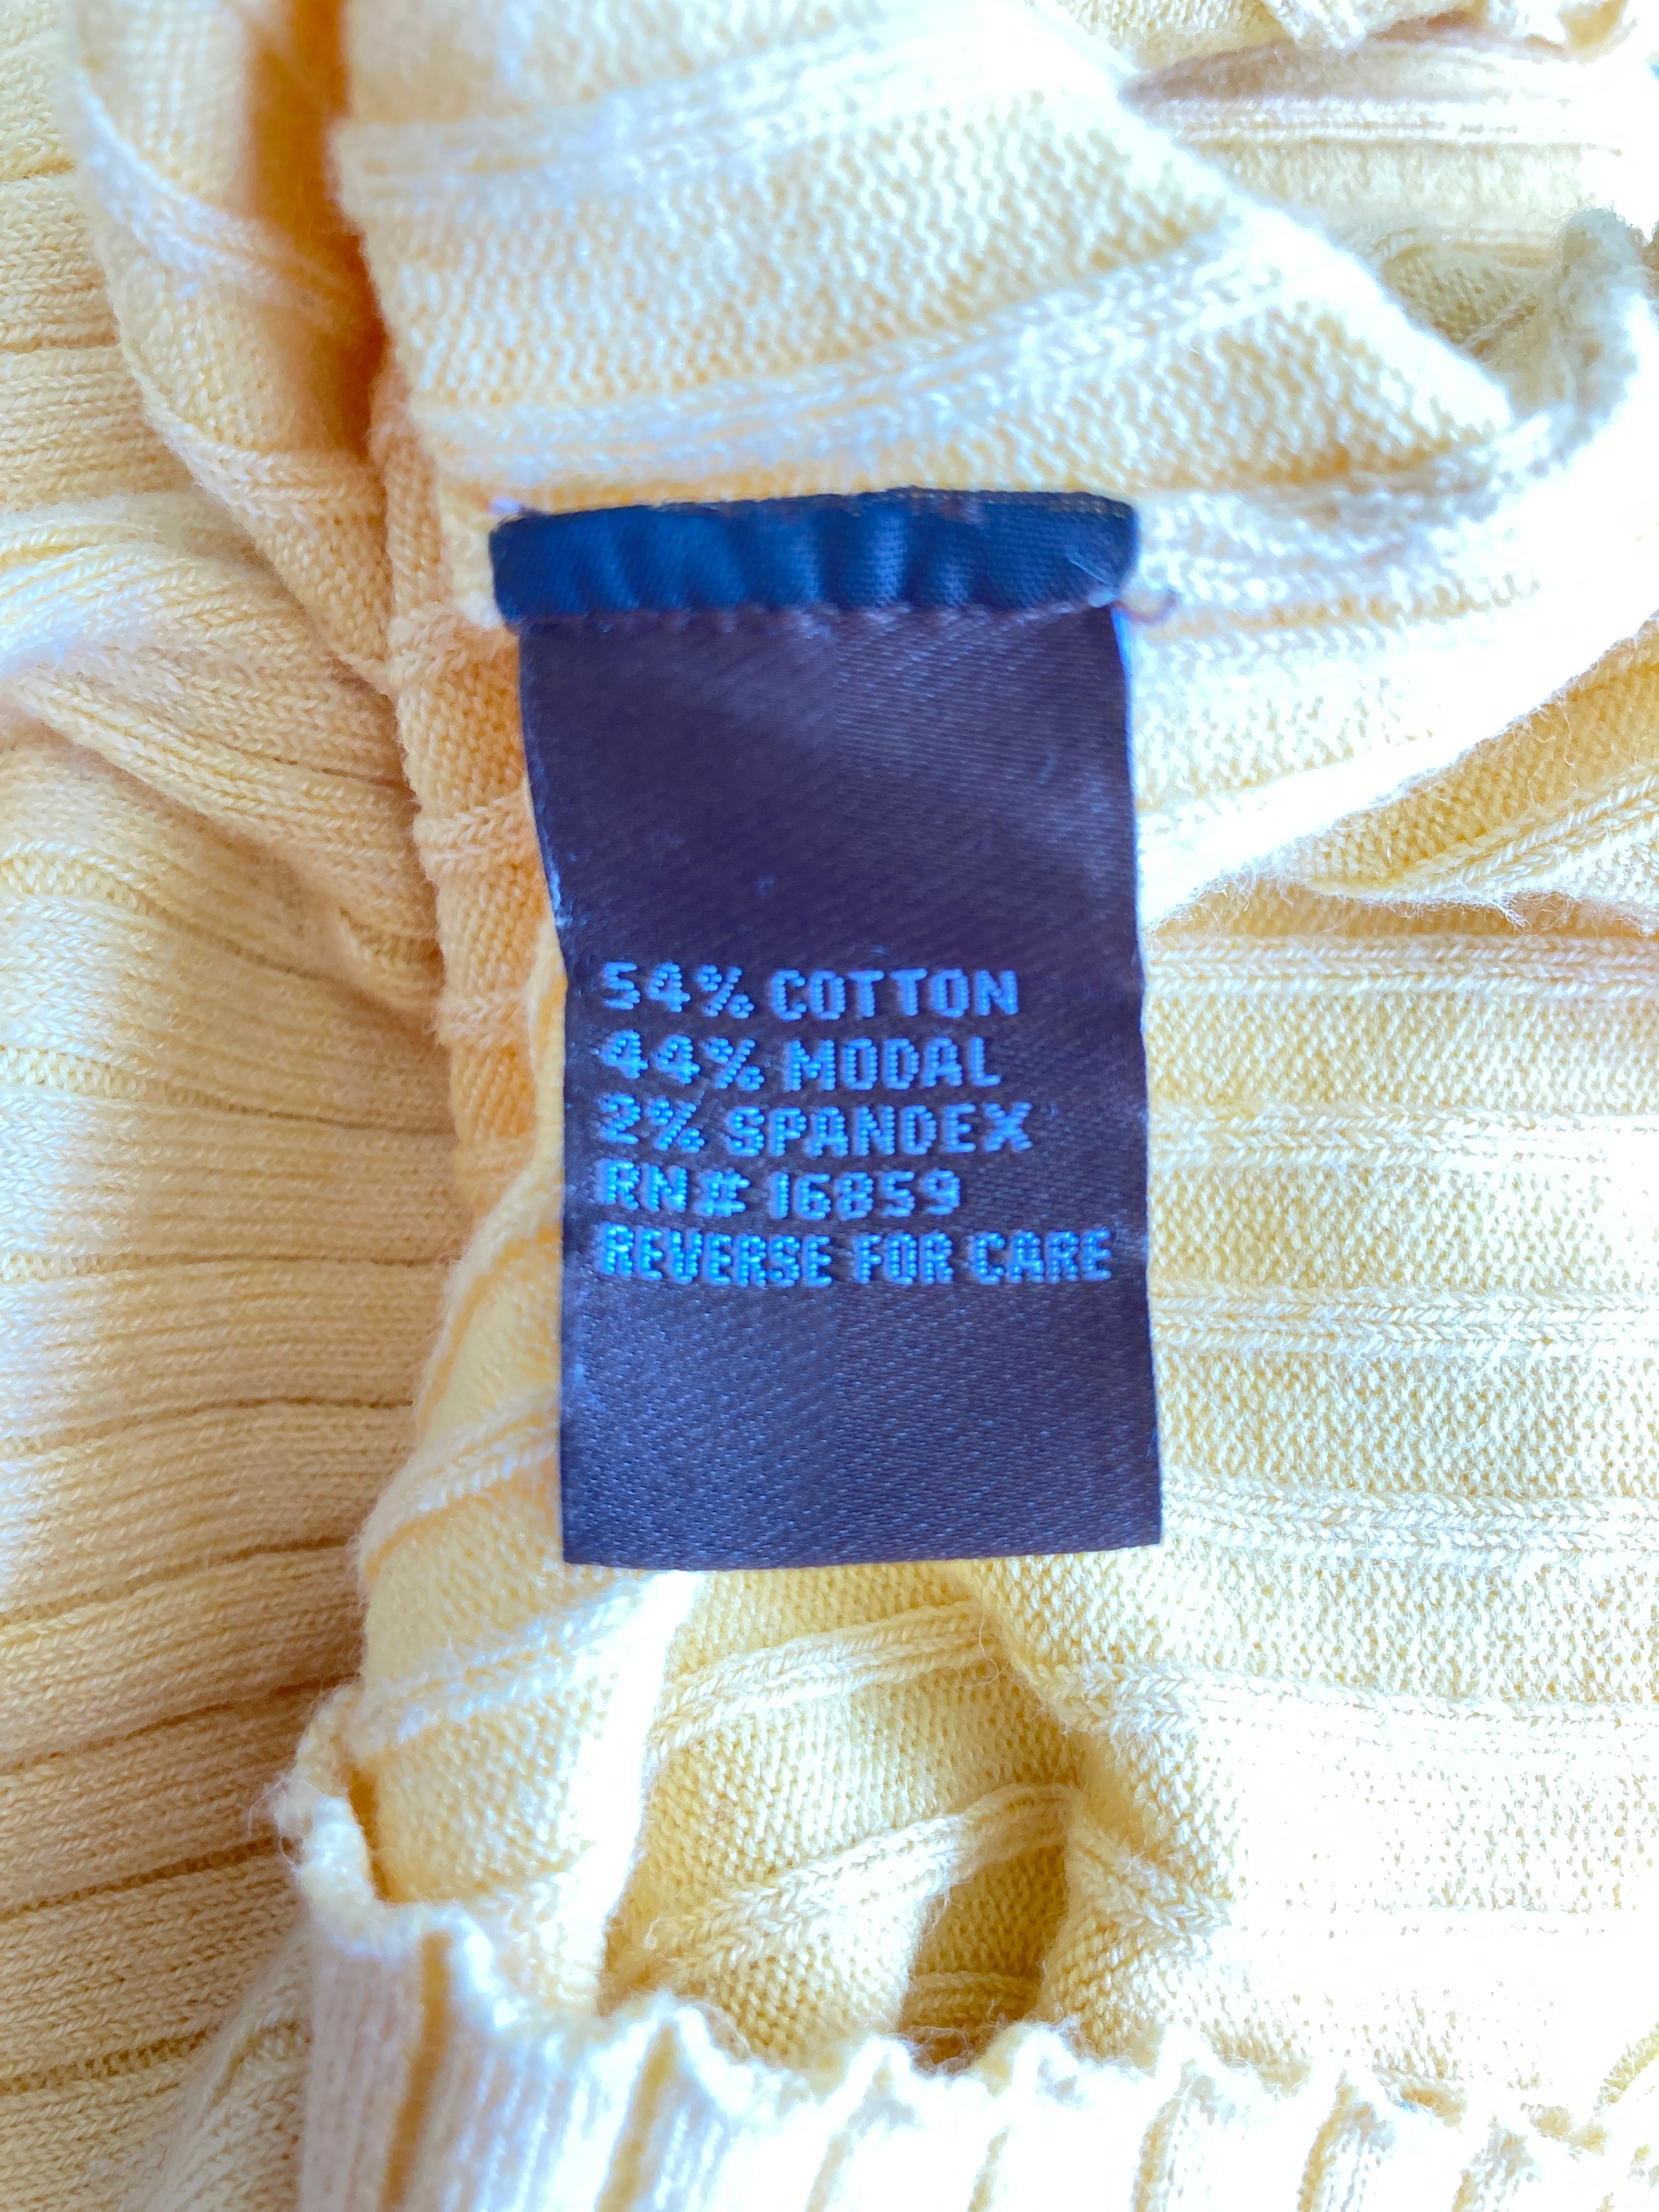 54% COTTON
44% MODAL
2% SPANDEX
RN# 16859
REVERSE FOR CARE